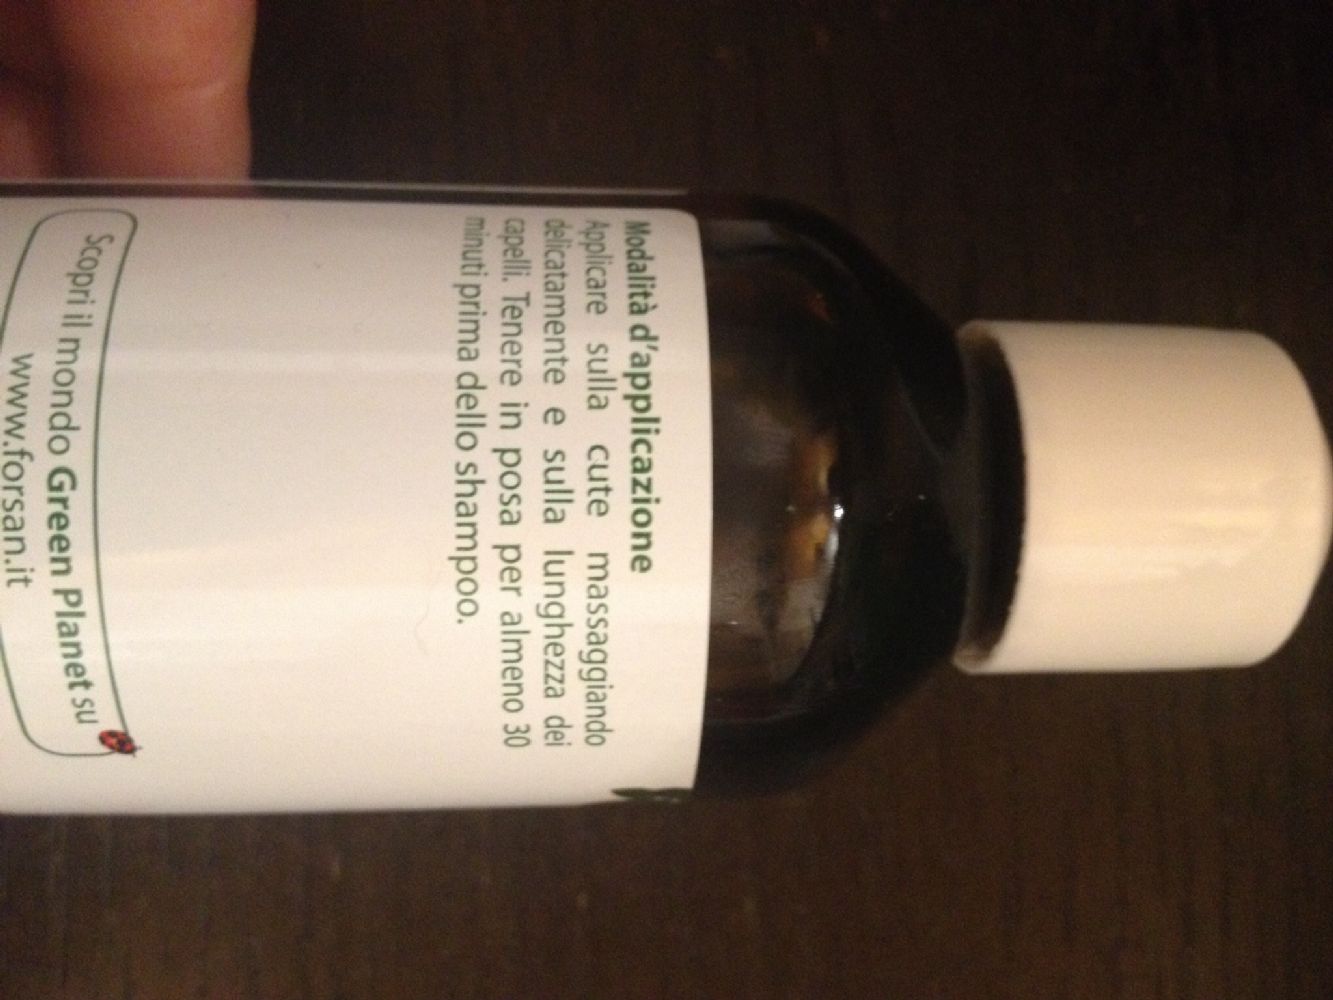 Modalità d'applicazione
Applicare sulla cute massaggiando
delicatamente e sulla lunghezza dei
capelli. Tenere in posa per almeno 30
minuti prima dello shampoo.
Scopri il mondo Green Planet su
www.forsan.it